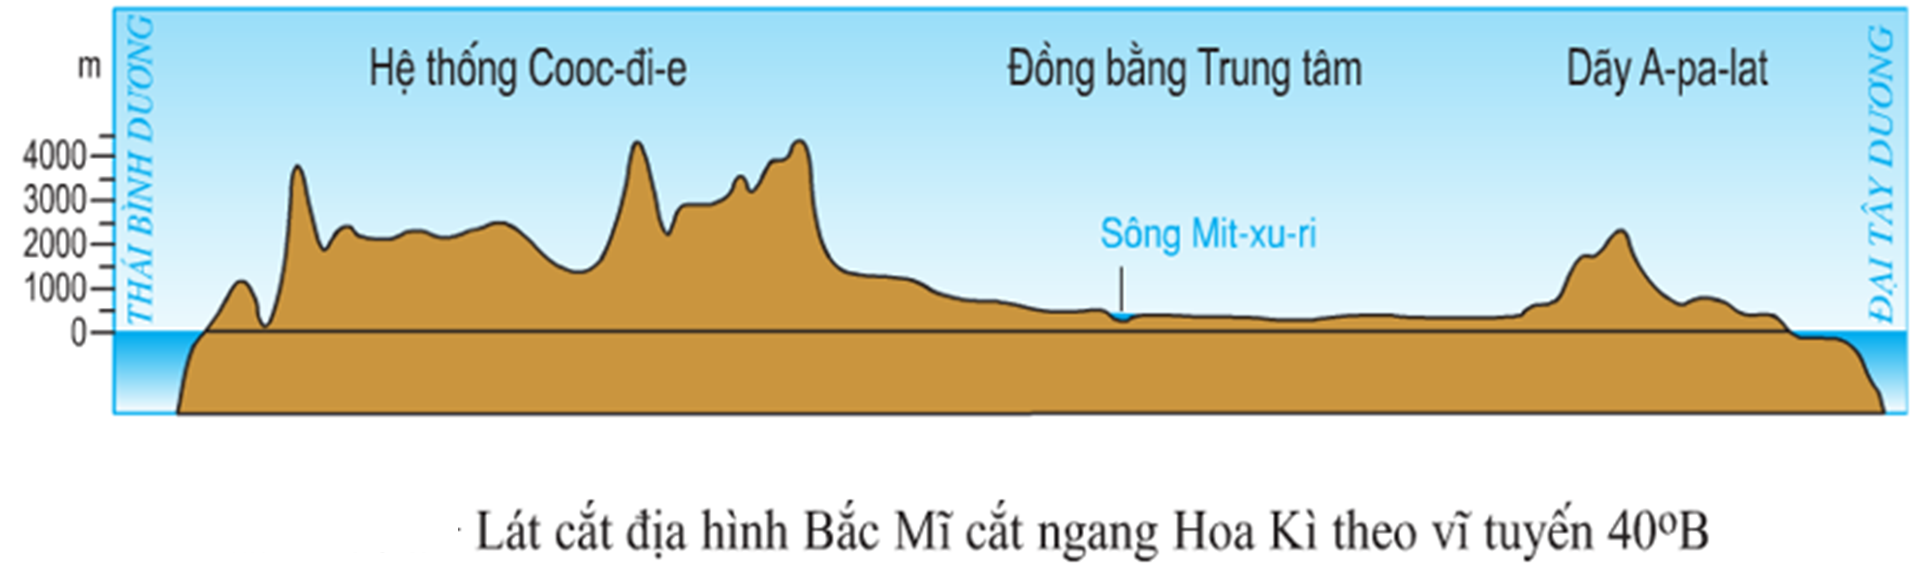 Hệ thống Cooc-đi-e
Đồng bằng Trung tâm
Dãy A-pa-lat
m
THÁI BÌNH DƯƠNG
ĐẠI TÂY DƯƠNG
4000
3000
2000
1000
0
Sông Mit-xu-ri
Lát cắt địa hình Bắc Mĩ cắt ngang Hoa Kì theo vĩ tuyến 40ºB